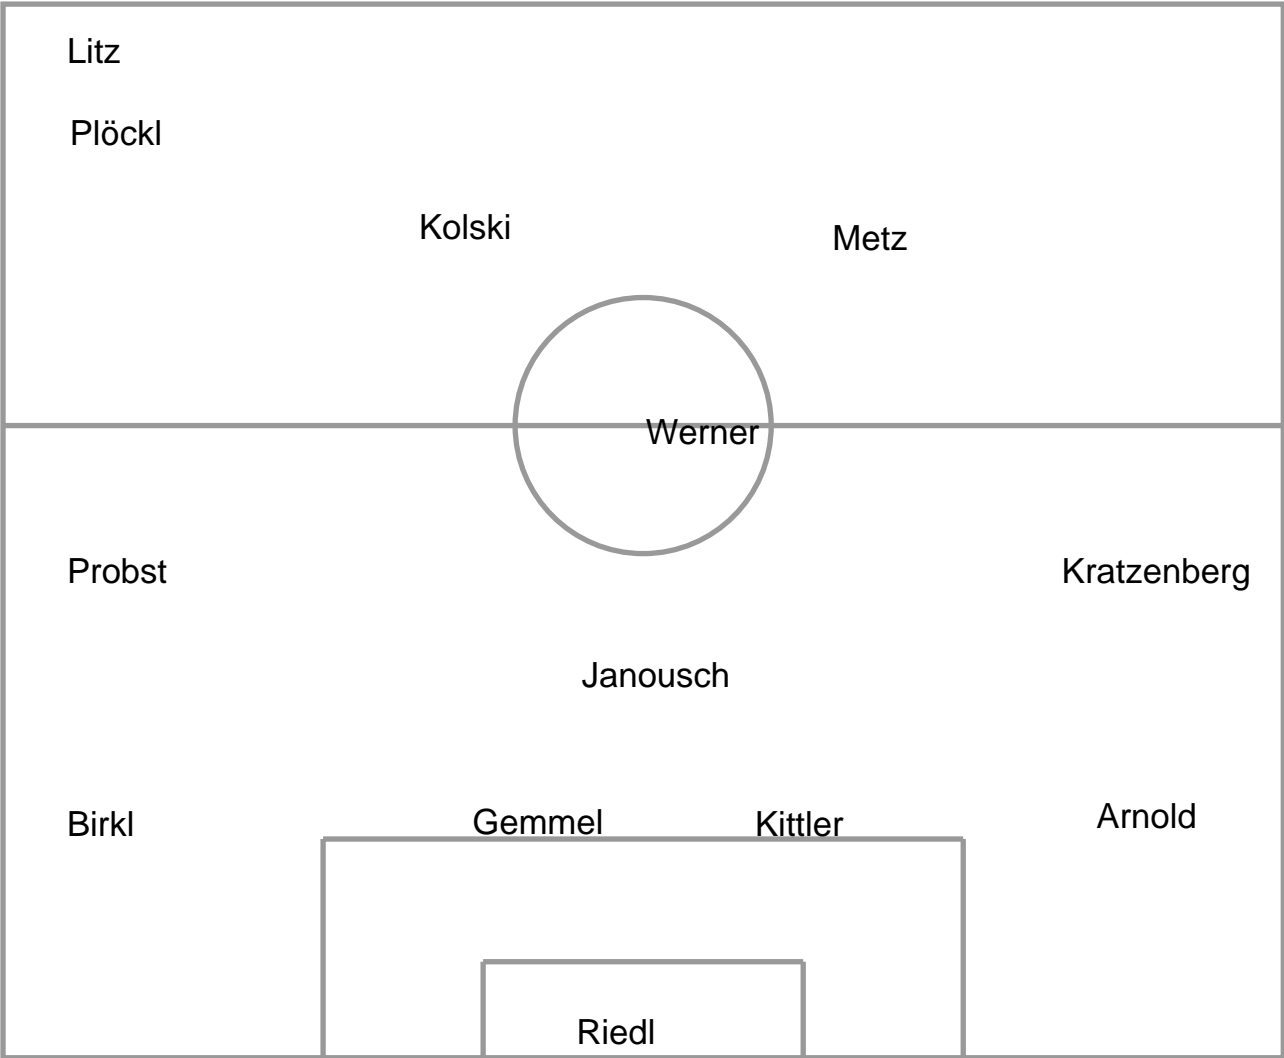 Litz
Plöckl
Kolski
Metz
Werner
Probst
Kratzenberg
Janousch
Birkl
Gemmel
Kittler
Arnold
Riedl